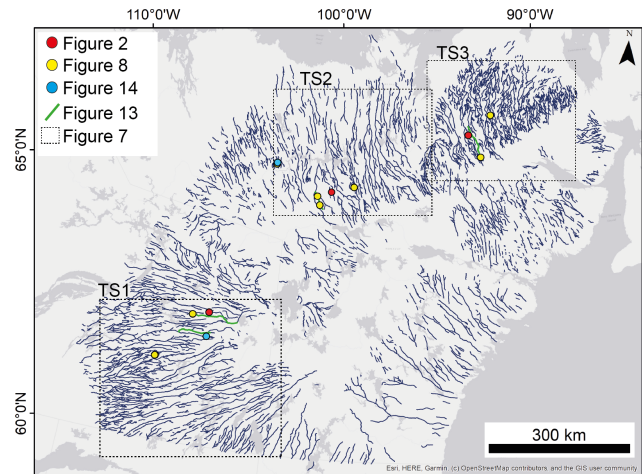 110°0'W 100°0'W 90°0'W
N
Figure 2
Figure 8
Figure 14
Figure 13
Figure 7
TS3
TS2
65°0'N
TS1
60°0'N
300 km
Esri, HERE, Garmin, (c) OpenStreetMap contributors, and the GIS user community